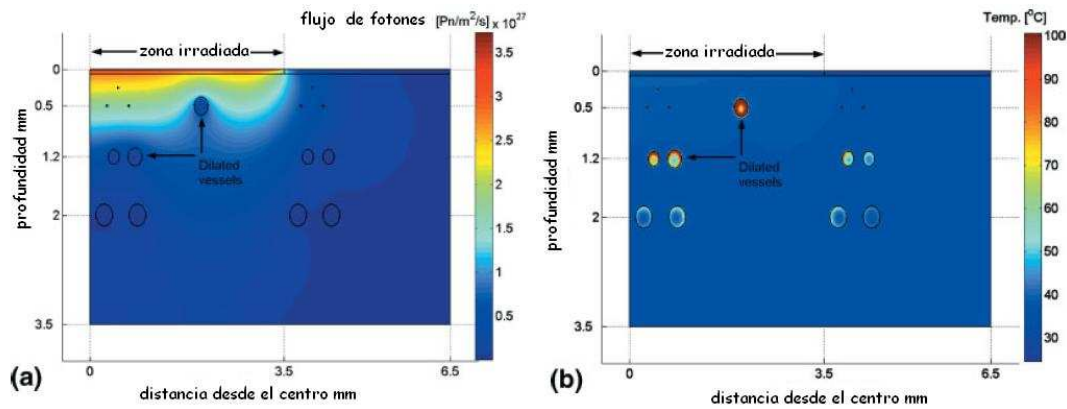 flujo de fotones [Pn/m²/s] x 10²⁷
zona irradiada
3.5
3
2.5
2
1.5
1
0.5
0
0.5
1.2
2
3.5
profundidad mm
Dilated
vessels
0
3.5
6.5
distancia desde el centro mm
(a)
Temp. [°C]
zona irradiada
100
90
80
70
60
50
40
30
0
0.5
1.2
2
3.5
profundidad mm
Dilated
vessels
0
3.5
6.5
distancia desde el centro mm
(b)